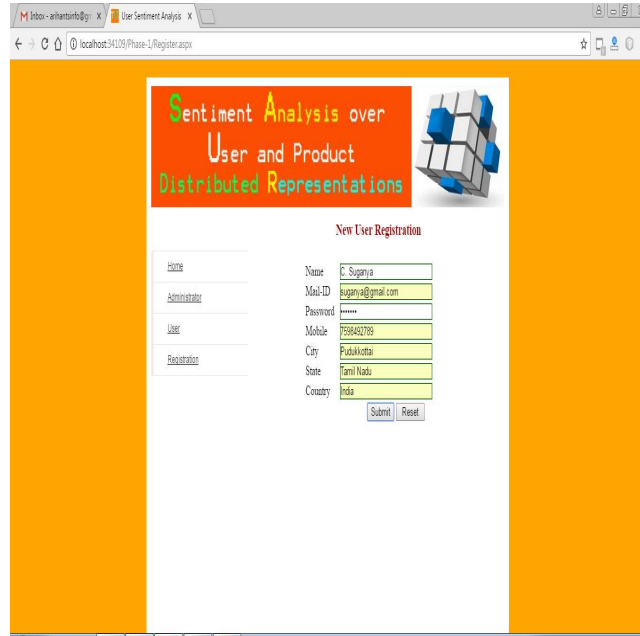 Inbox - arihantsinfo@gm
User Sentiment Analysis
localhost:34109/Phase-1/Register.aspx
Sentiment Analysis over
User and Product
Distributed Representations
New User Registration
Home
Administrator
User
Registration
Name C. Suganya
Mail-ID suganya@gmail.com
Password •••••••
Mobile 7598492789
City Pudukkottai
State Tamil Nadu
Country India
Submit Reset